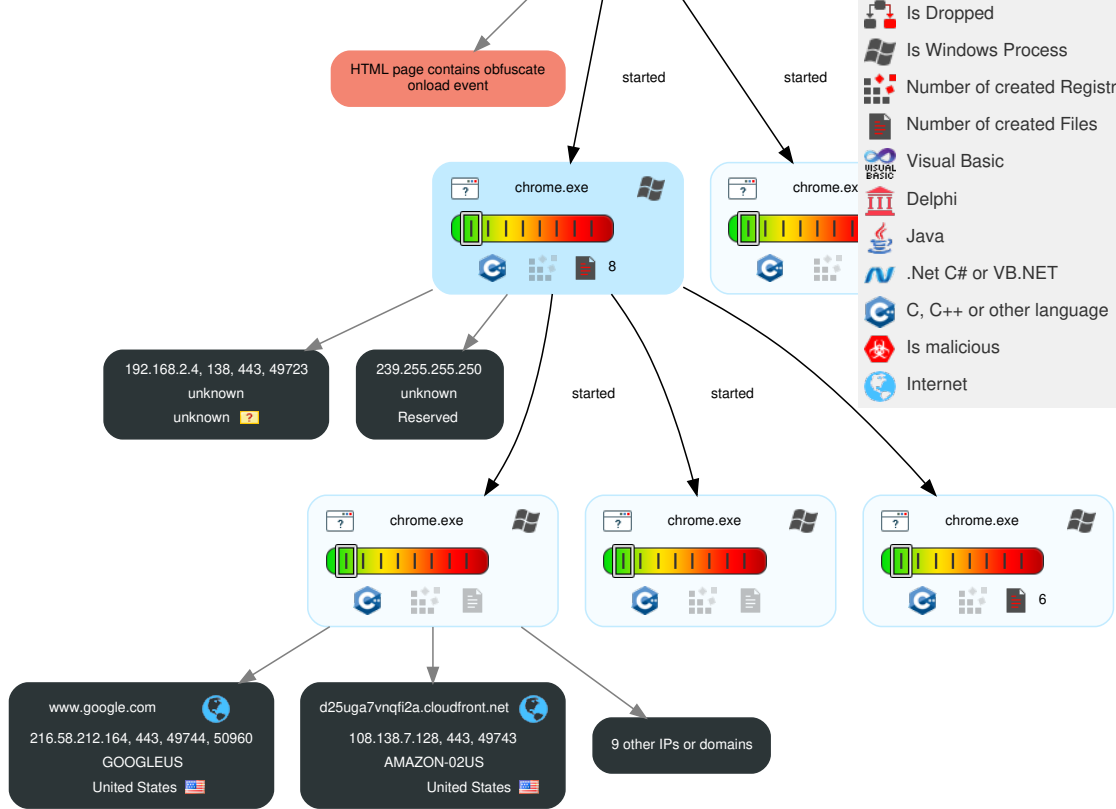 Is Dropped
Is Windows Process
Number of created Registr
Number of created Files
VISUAL
BASIC
Visual Basic
Delphi
Java
.Net C# or VB.NET
C, C++ or other language
Is malicious
Internet
HTML page contains obfuscate
onload event
started
started
chrome.exe
8
chrome.ex
192.168.2.4, 138, 443, 49723
unknown
unknown
239.255.255.250
unknown
Reserved
started
started
chrome.exe
chrome.exe
chrome.exe
6
www.google.com
216.58.212.164, 443, 49744, 50960
GOOGLEUS
United States
d25uga7vnqfi2a.cloudfront.net
108.138.7.128, 443, 49743
AMAZON-02US
United States
9 other IPs or domains